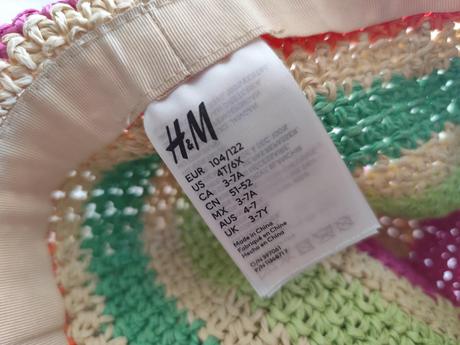 H&M
EUR 104/122
US 4T/6X
CA 3-7A
CN 51-52
MX 3-7A
AUS 4-7
UK 3-7Y
Made in China
Fabriqué en Chine
Hecho en China